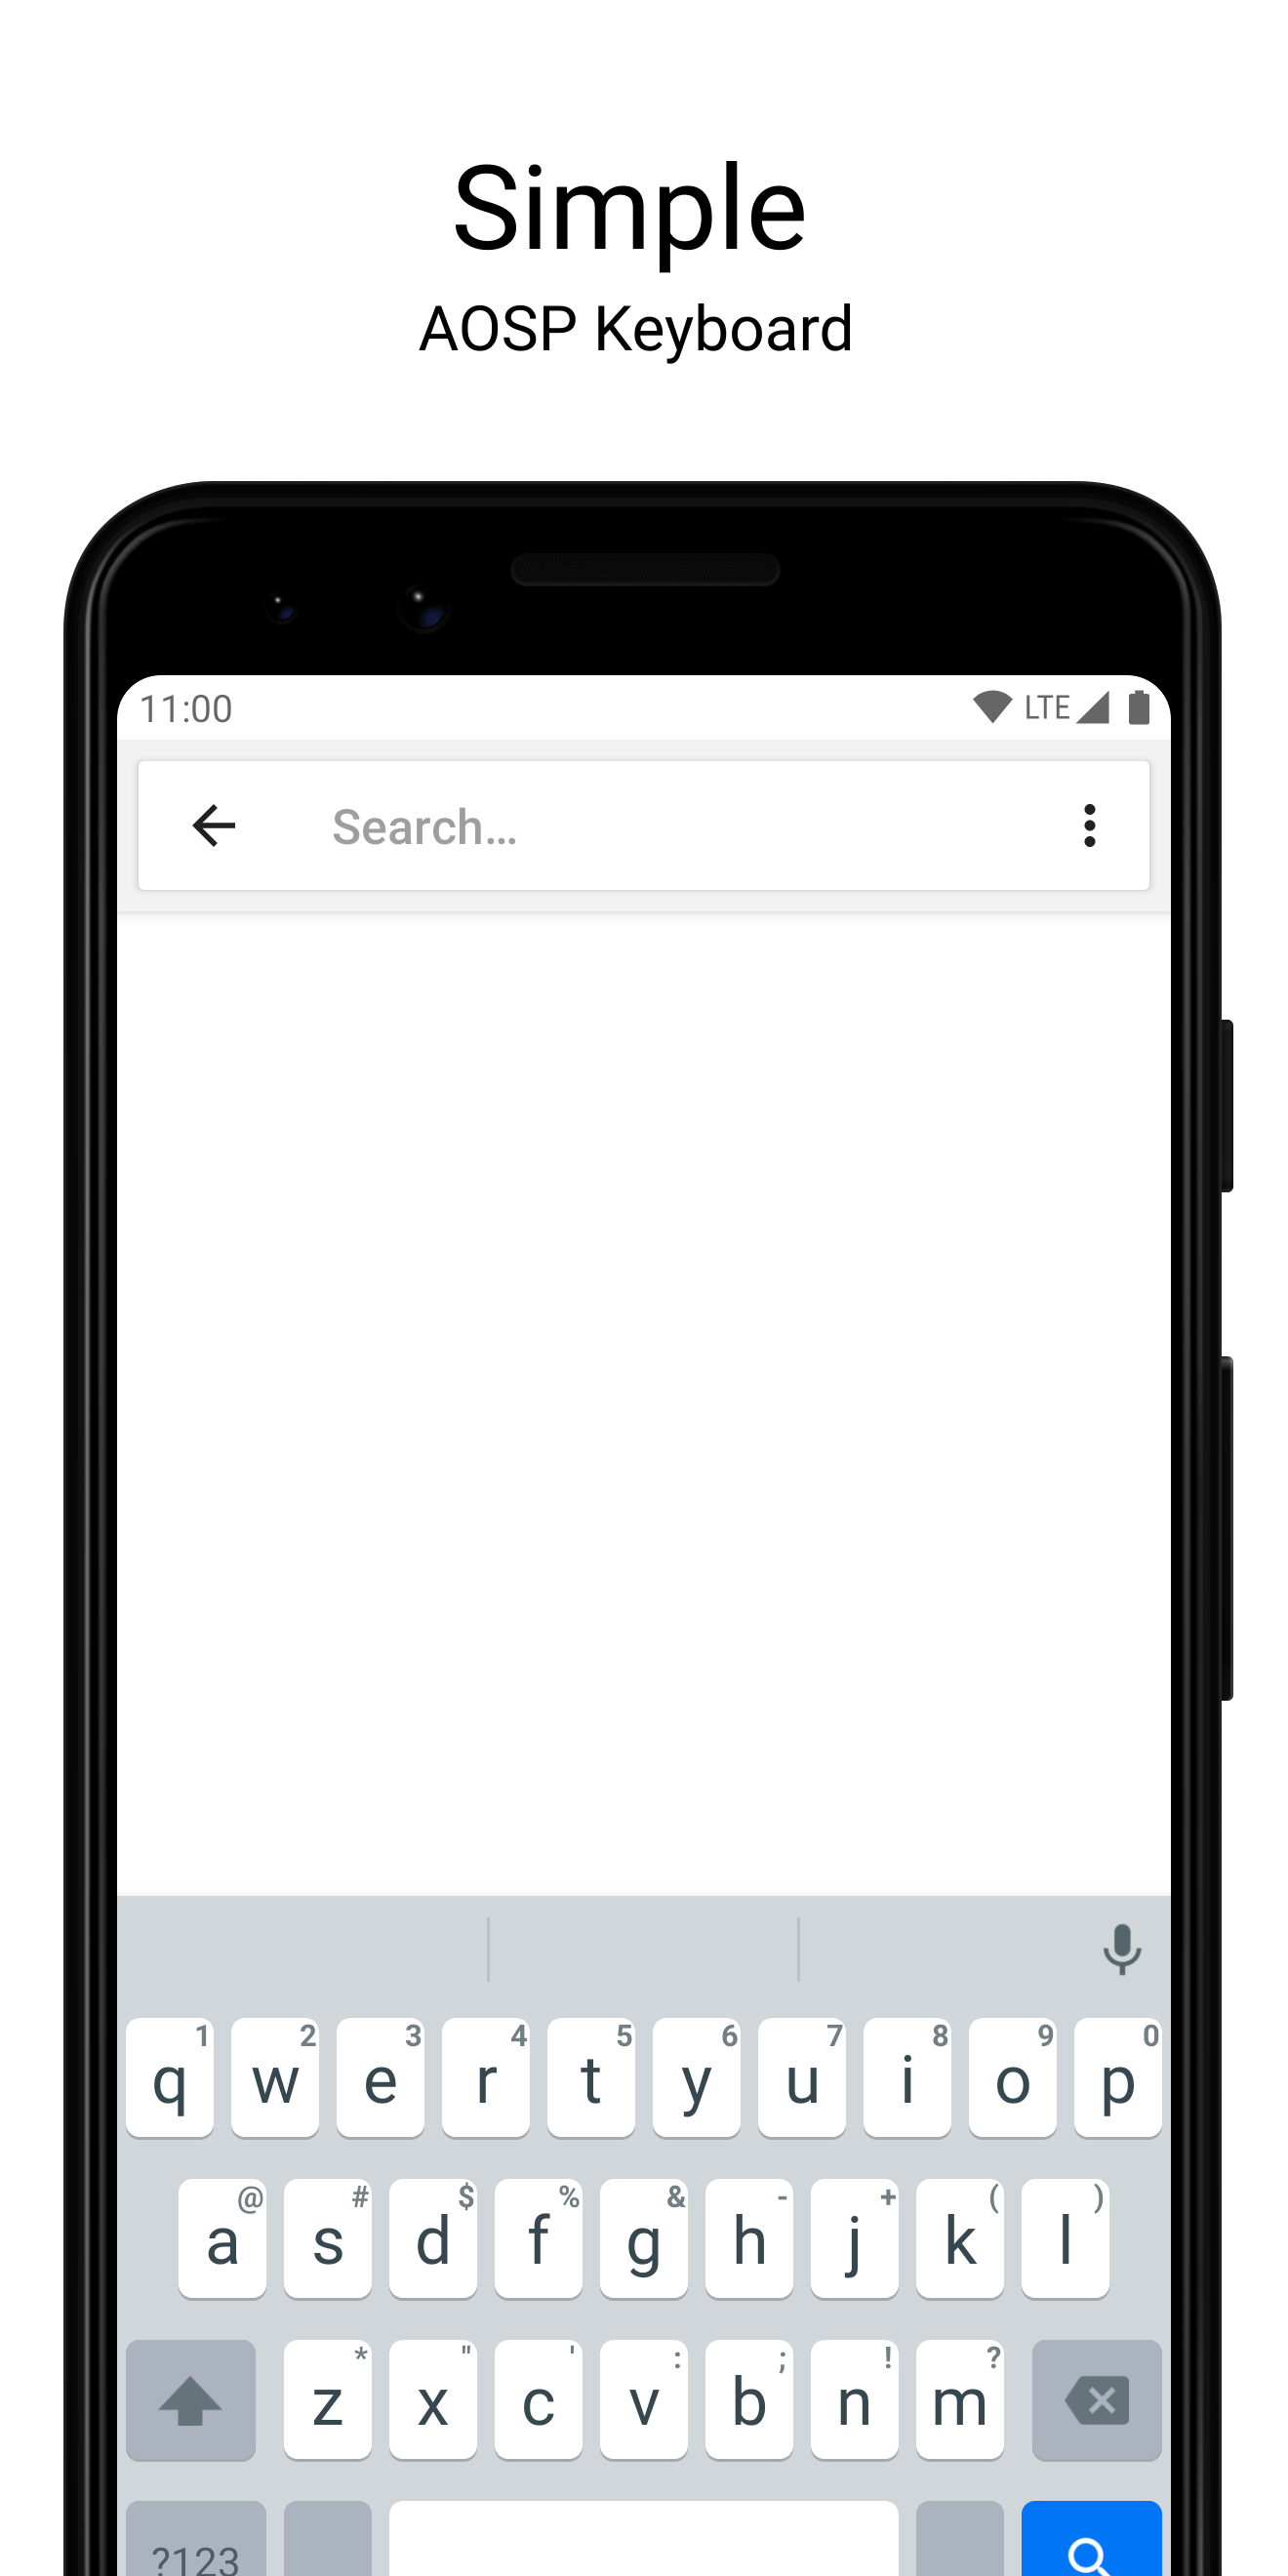 Simple
AOSP Keyboard
11:00 LTE
Search…
1 2 3 4 5 6 7 8 9 0
q w e r t y u i o p
@ # $ % & - + ( )
a s d f g h j k l
* " ' : ; ! ?
z x c v b n m
?123